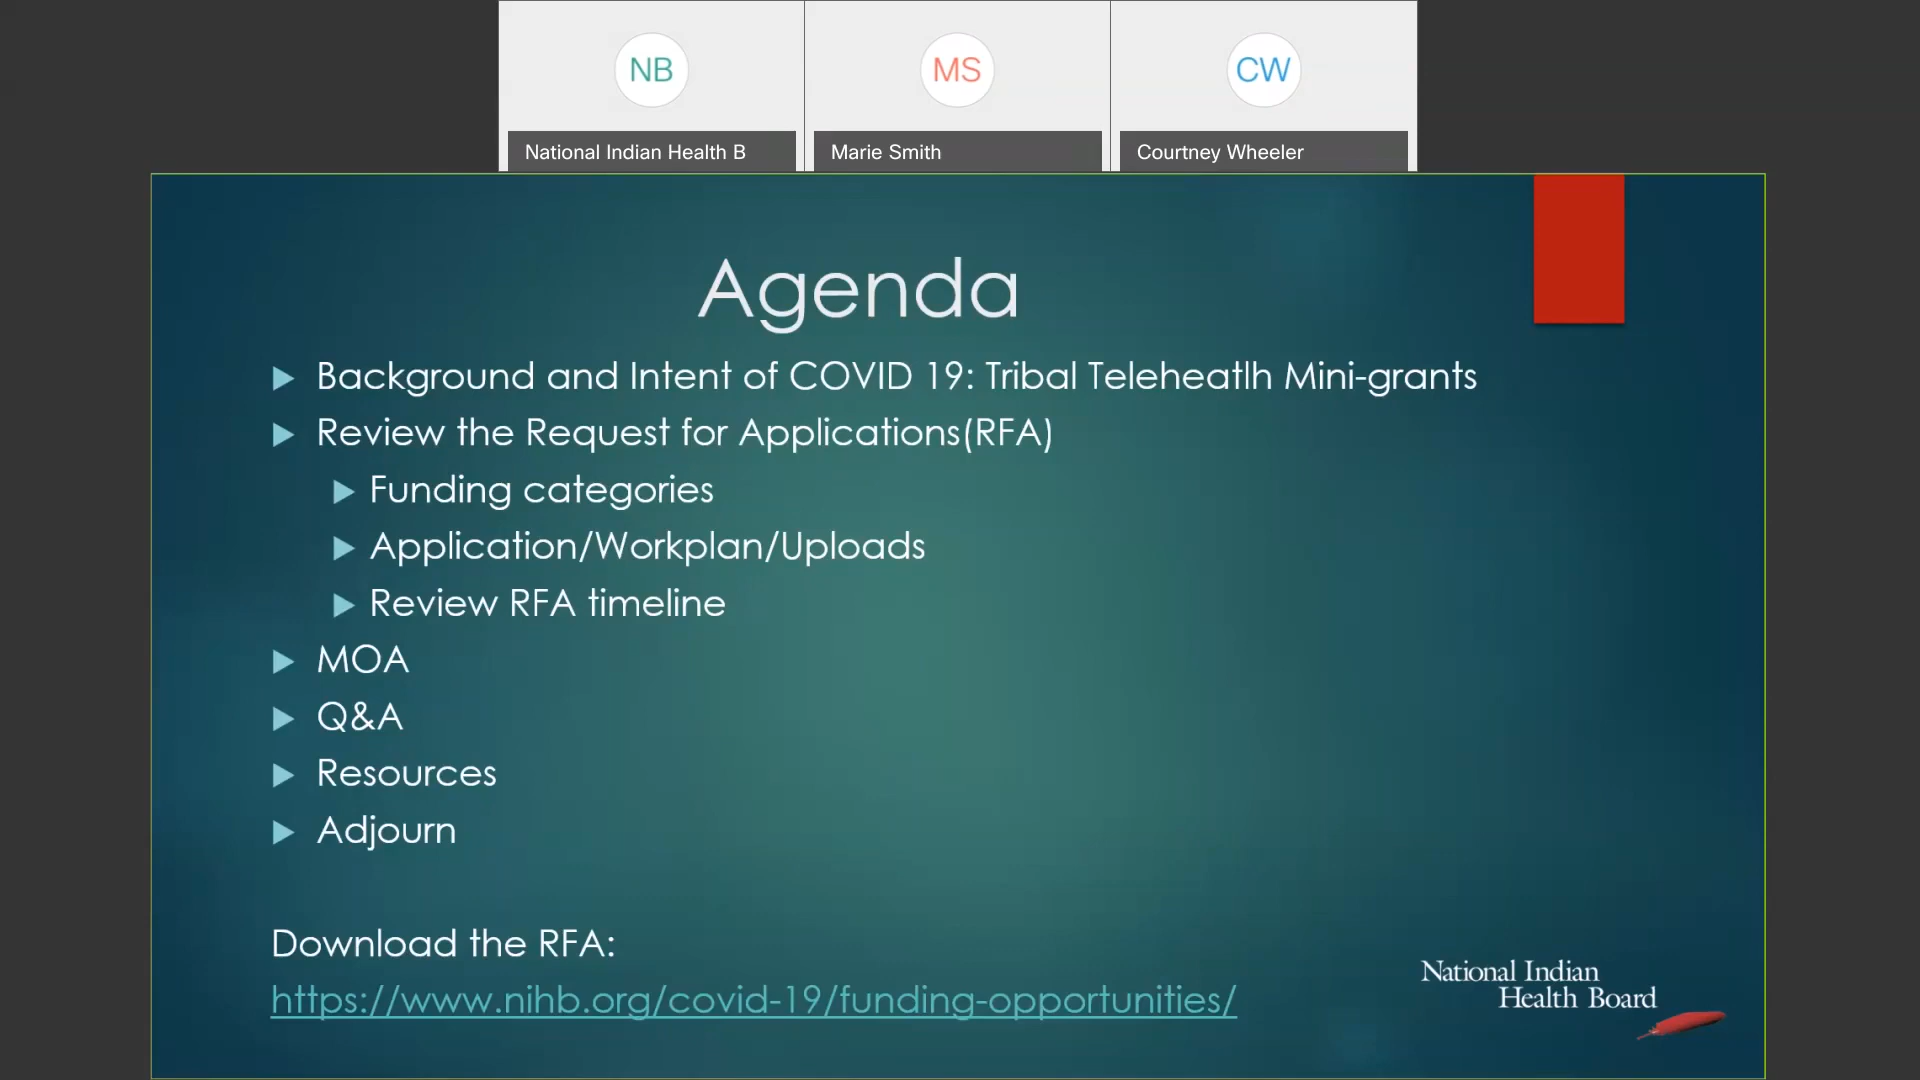 NB
MS
CW
National Indian Health B
Marie Smith
Courtney Wheeler
Agenda
Background and Intent of COVID 19: Tribal Teleheatlh Mini-grants
Review the Request for Applications(RFA)
Funding categories
Application/Workplan/Uploads
Review RFA timeline
MOA
Q&A
Resources
Adjourn
Download the RFA:
https://www.nihb.org/covid-19/funding-opportunities/
National Indian
Health Board